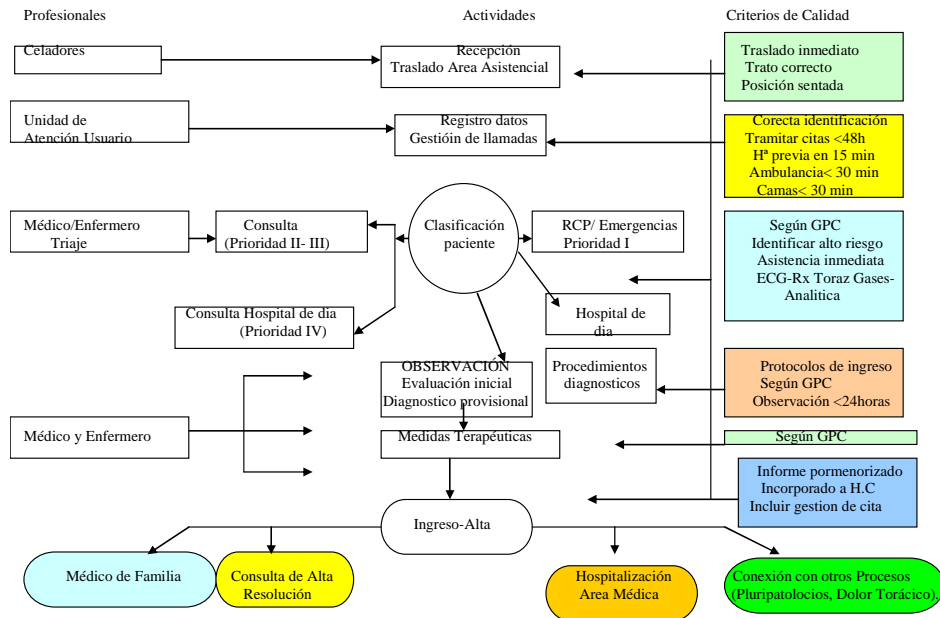 Profesionales
Actividades
Criterios de Calidad
Celadores
Recepción
Traslado Area Asistencial
Traslado inmediato
Trato correcto
Posición sentada
Unidad de
Atención Usuario
Registro datos
Gestióin de llamadas
Corecta identificación
Tramitar citas <48h
Hª previa en 15 min
Ambulancia< 30 min
Camas< 30 min
Médico/Enfermero
Triaje
Consulta
(Prioridad II- III)
Clasificación
paciente
RCP/ Emergencias
Prioridad I
Según GPC
Identificar alto riesgo
Asistencia inmediata
ECG-Rx Toraz Gases-
Analitica
Consulta Hospital de dia
(Prioridad IV)
Hospital de
dia
OBSERVACIÓN
Evaluación inicial
Diagnostico provisional
Procedimientos
diagnosticos
Protocolos de ingreso
Según GPC
Observación <24horas
Médico y Enfermero
Medidas Terapéuticas
Según GPC
Informe pormenorizado
Incorporado a H.C
Incluir gestion de cita
Ingreso-Alta
Médico de Familia
Consulta de Alta
Resolución
Hospitalización
Area Médica
Conexión con otros Procesos
(Pluripatolocios, Dolor Torácico).